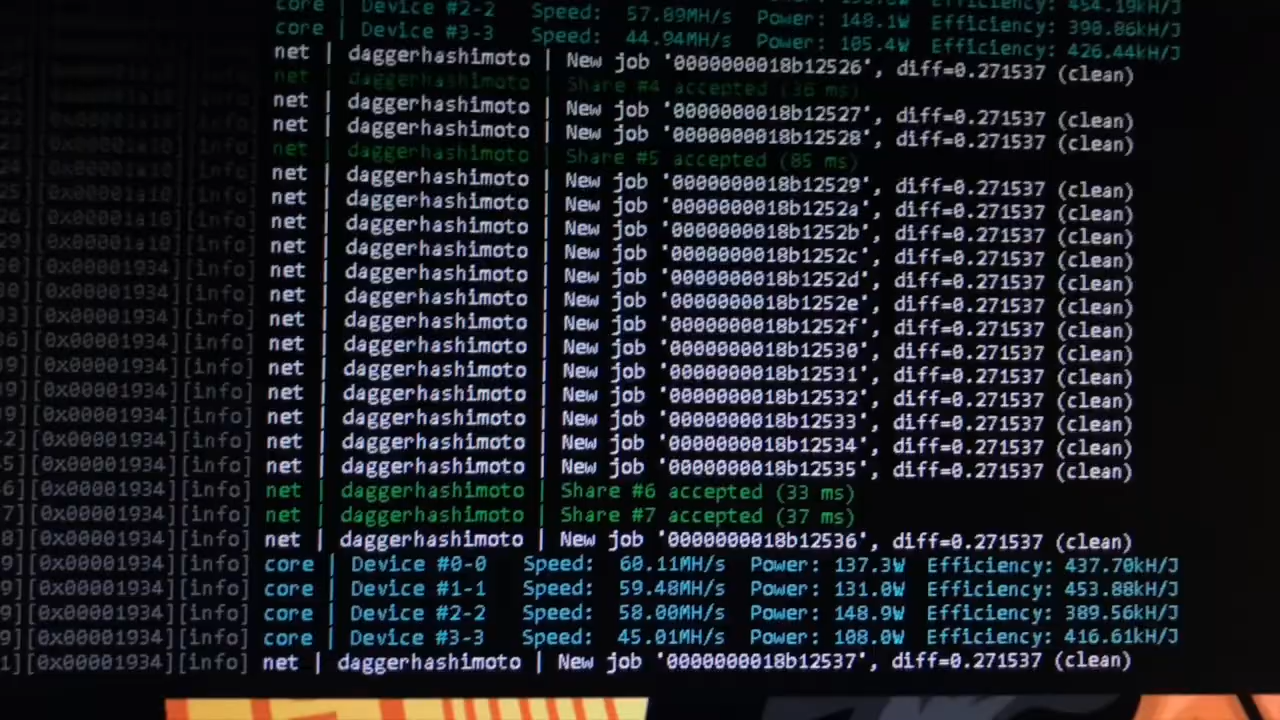 core | Device #2-2 Speed: 57.89MH/s Power: 148.1W Efficiency: 390.86kH/J
core | Device #3-3 Speed: 44.94MH/s Power: 105.4W Efficiency: 426.44kH/J
net | daggerhashimoto | New job '0000000018b12526', diff=0.271537 (clean)
net | daggerhashimoto | Share #4 accepted (36 ms)
net | daggerhashimoto | New job '0000000018b12527', diff=0.271537 (clean)
net | daggerhashimoto | New job '0000000018b12528', diff=0.271537 (clean)
net | daggerhashimoto | Share #5 accepted (85 ms)
net | daggerhashimoto | New job '0000000018b12529', diff=0.271537 (clean)
[0x00001a10][info] net | daggerhashimoto | New job '0000000018b1252a', diff=0.271537 (clean)
[0x00001a10][info] net | daggerhashimoto | New job '0000000018b1252b', diff=0.271537 (clean)
[0x00001a10][info] net | daggerhashimoto | New job '0000000018b1252c', diff=0.271537 (clean)
[0x00001934][info] net | daggerhashimoto | New job '0000000018b1252d', diff=0.271537 (clean)
[0x00001934][info] net | daggerhashimoto | New job '0000000018b1252e', diff=0.271537 (clean)
[0x00001934][info] net | daggerhashimoto | New job '0000000018b1252f', diff=0.271537 (clean)
[0x00001934][info] net | daggerhashimoto | New job '0000000018b12530', diff=0.271537 (clean)
[0x00001934][info] net | daggerhashimoto | New job '0000000018b12531', diff=0.271537 (clean)
[0x00001934][info] net | daggerhashimoto | New job '0000000018b12532', diff=0.271537 (clean)
[0x00001934][info] net | daggerhashimoto | New job '0000000018b12533', diff=0.271537 (clean)
[0x00001934][info] net | daggerhashimoto | New job '0000000018b12534', diff=0.271537 (clean)
[0x00001934][info] net | daggerhashimoto | New job '0000000018b12535', diff=0.271537 (clean)
[0x00001934][info] net | daggerhashimoto | Share #6 accepted (33 ms)
[0x00001934][info] net | daggerhashimoto | Share #7 accepted (37 ms)
[0x00001934][info] net | daggerhashimoto | New job '0000000018b12536', diff=0.271537 (clean)
[0x00001934][info] core | Device #0-0 Speed: 60.11MH/s Power: 137.3W Efficiency: 437.70kH/J
[0x00001934][info] core | Device #1-1 Speed: 59.48MH/s Power: 131.0W Efficiency: 453.88kH/J
[0x00001934][info] core | Device #2-2 Speed: 58.00MH/s Power: 148.9W Efficiency: 389.56kH/J
[0x00001934][info] core | Device #3-3 Speed: 45.01MH/s Power: 108.0W Efficiency: 416.61kH/J
[0x00001934][info] net | daggerhashimoto | New job '0000000018b12537', diff=0.271537 (clean)